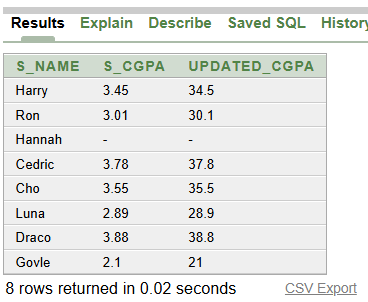 Results Explain Describe Saved SQL History
S_NAME S_CGPA UPDATED_CGPA
Harry 3.45 34.5
Ron 3.01 30.1
Hannah - -
Cedric 3.78 37.8
Cho 3.55 35.5
Luna 2.89 28.9
Draco 3.88 38.8
Govle 2.1 21
8 rows returned in 0.02 seconds CSV Export